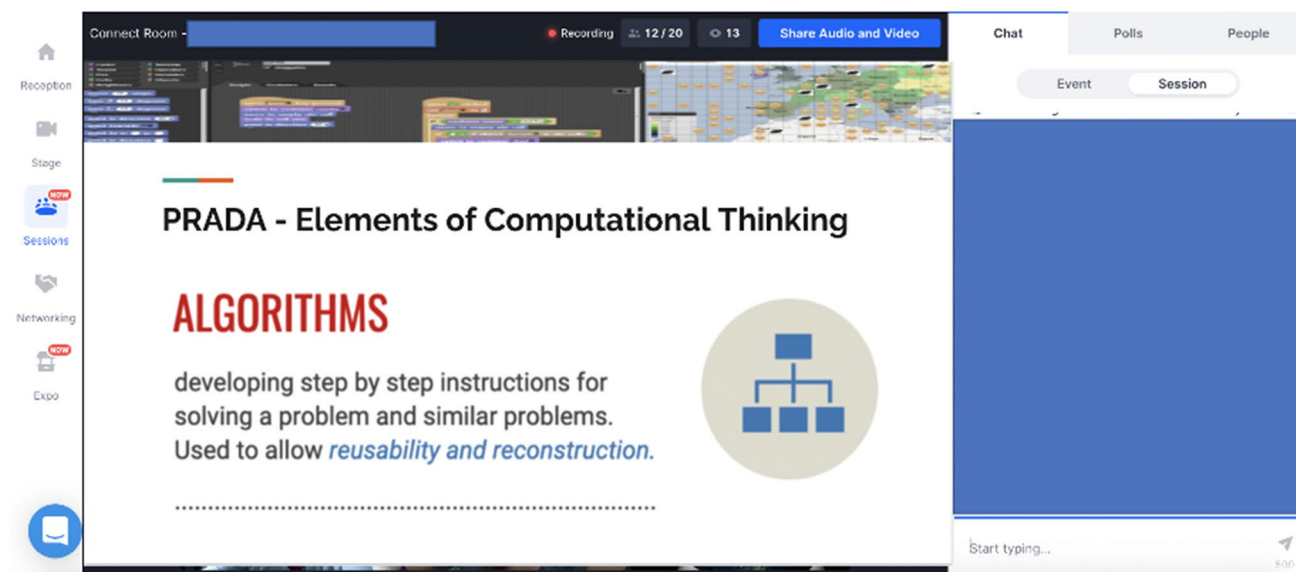 Connect Room -
Recording
12 / 20
13
Share Audio and Video
Chat
Polls
People
Event
Session
Reception
Stage
NOW
Sessions
Networking
NOW
Expo
PRADA - Elements of Computational Thinking
ALGORITHMS
developing step by step instructions for
solving a problem and similar problems.
Used to allow reusability and reconstruction.
Start typing...
500